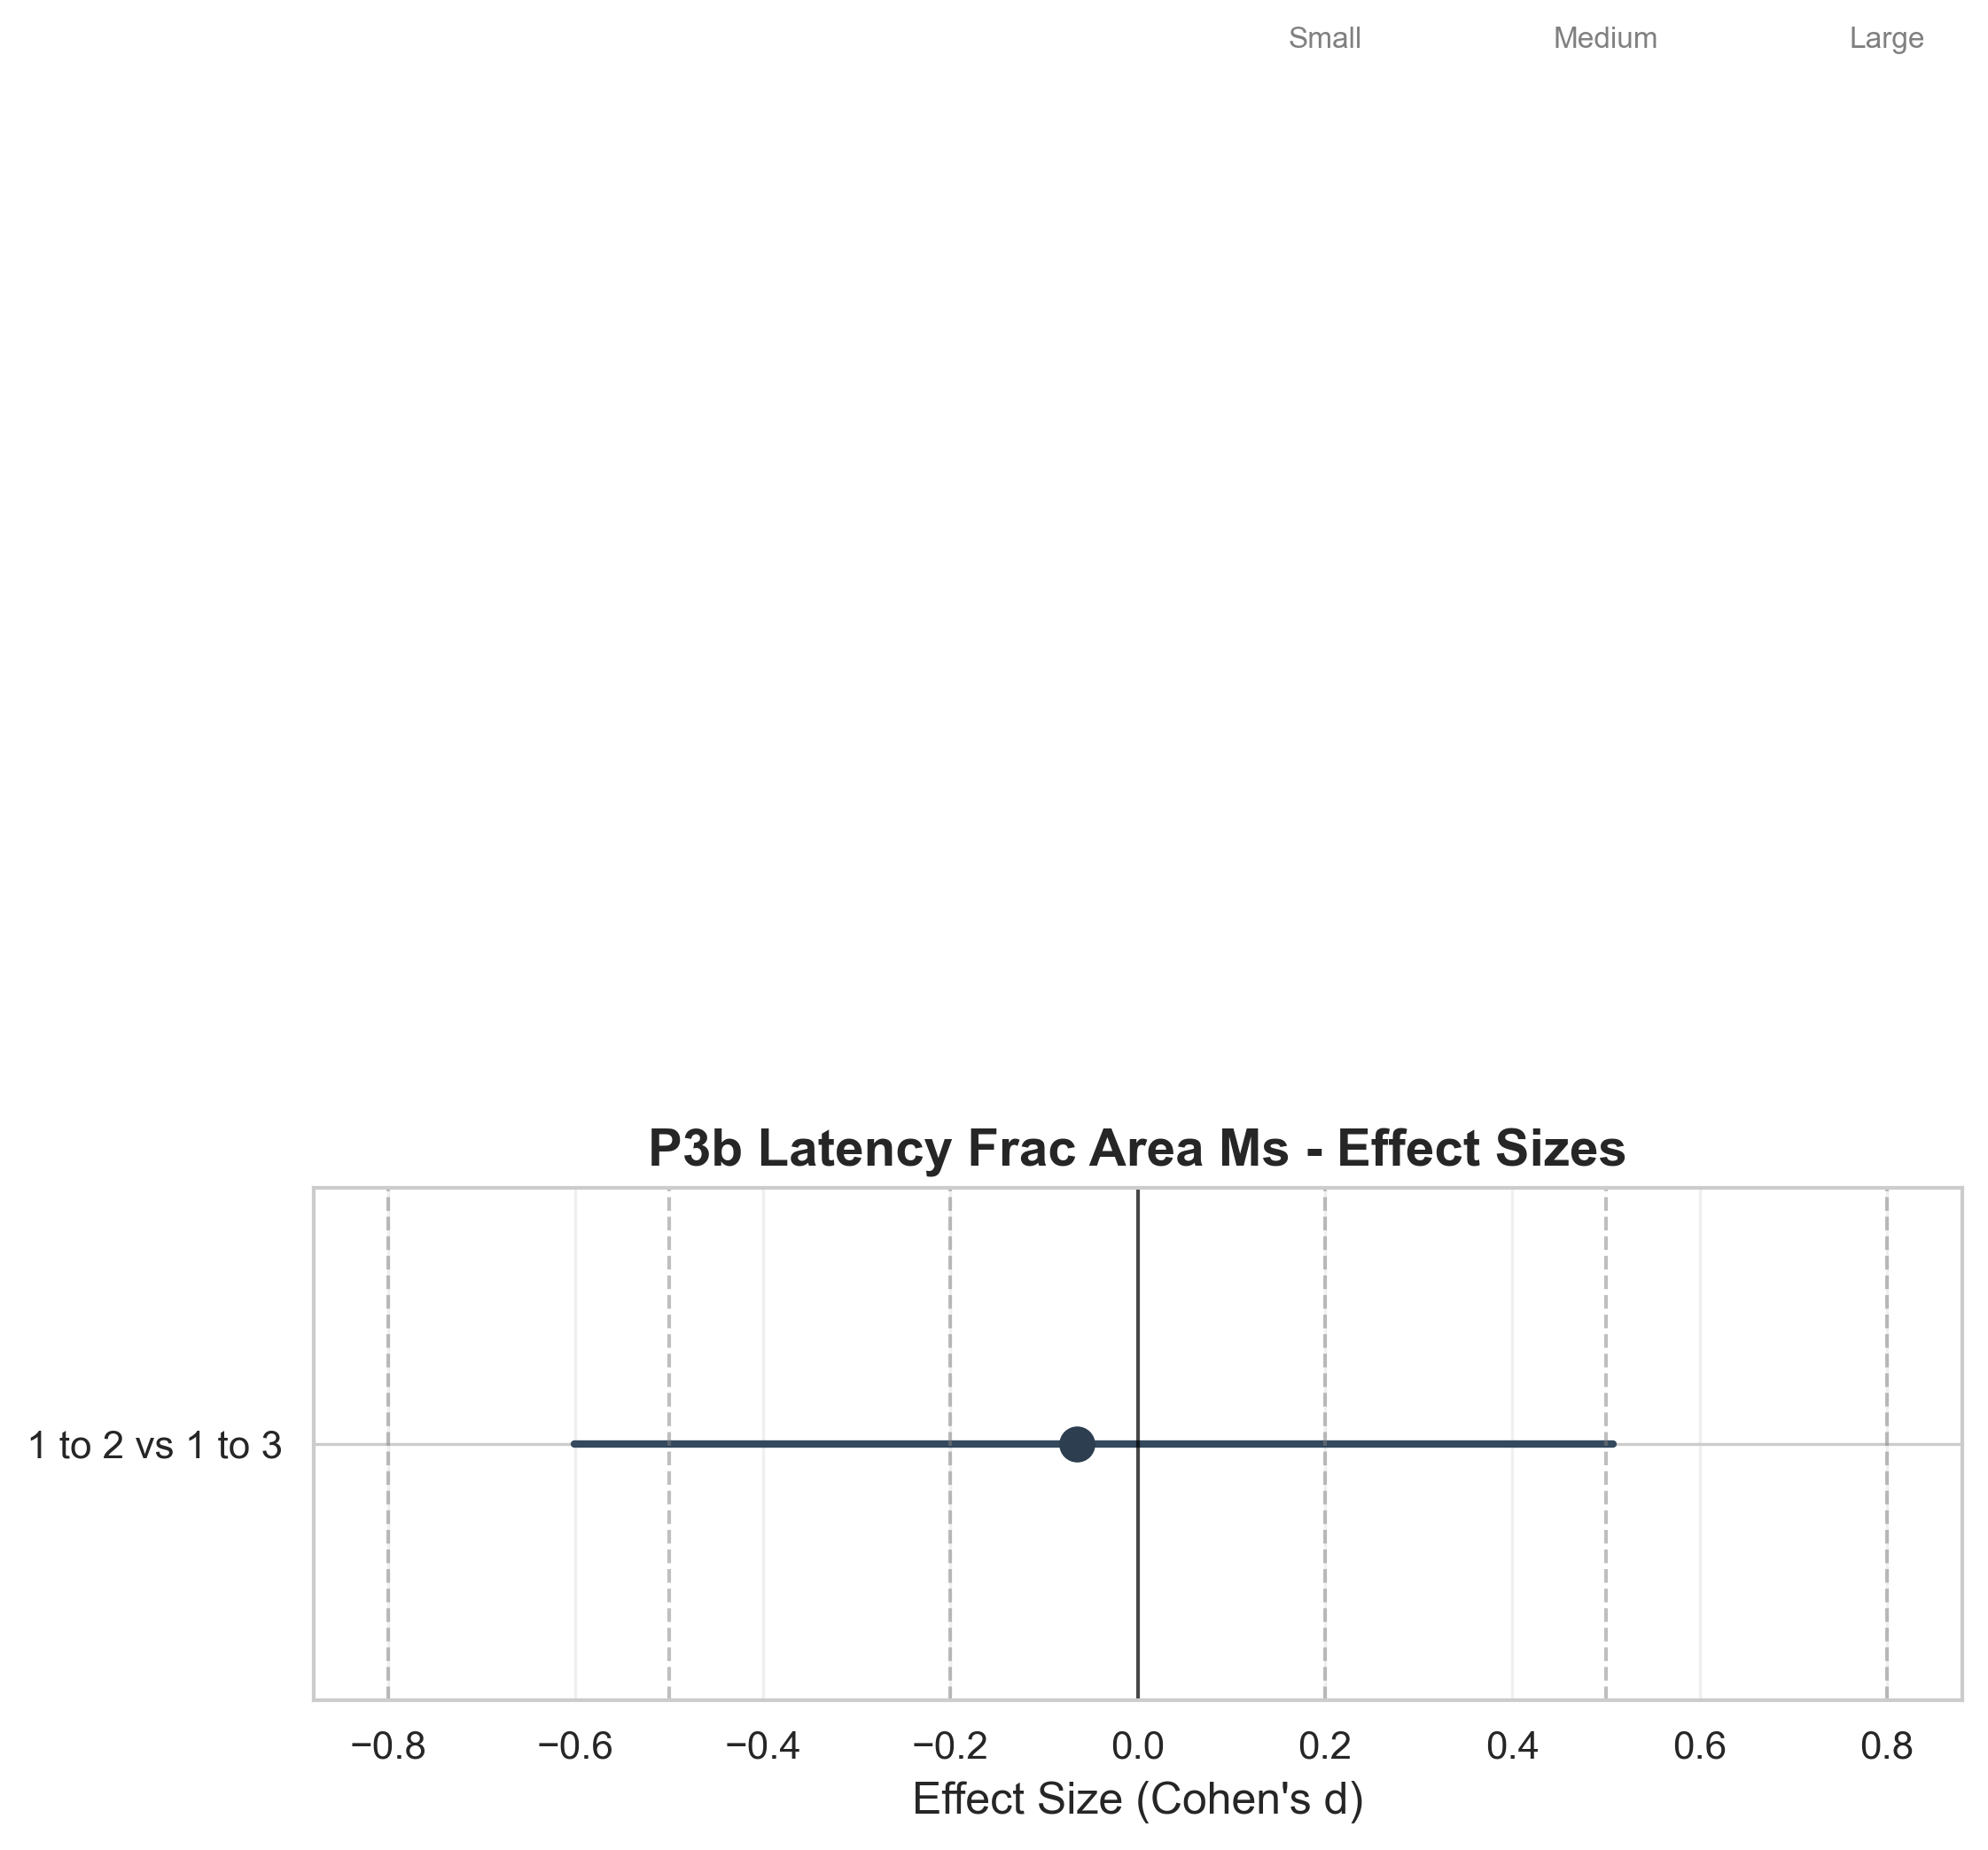 Small Medium Large
P3b Latency Frac Area Ms - Effect Sizes
1 to 2 vs 1 to 3
−0.8 −0.6 −0.4 −0.2 0.0 0.2 0.4 0.6 0.8
Effect Size (Cohen's d)